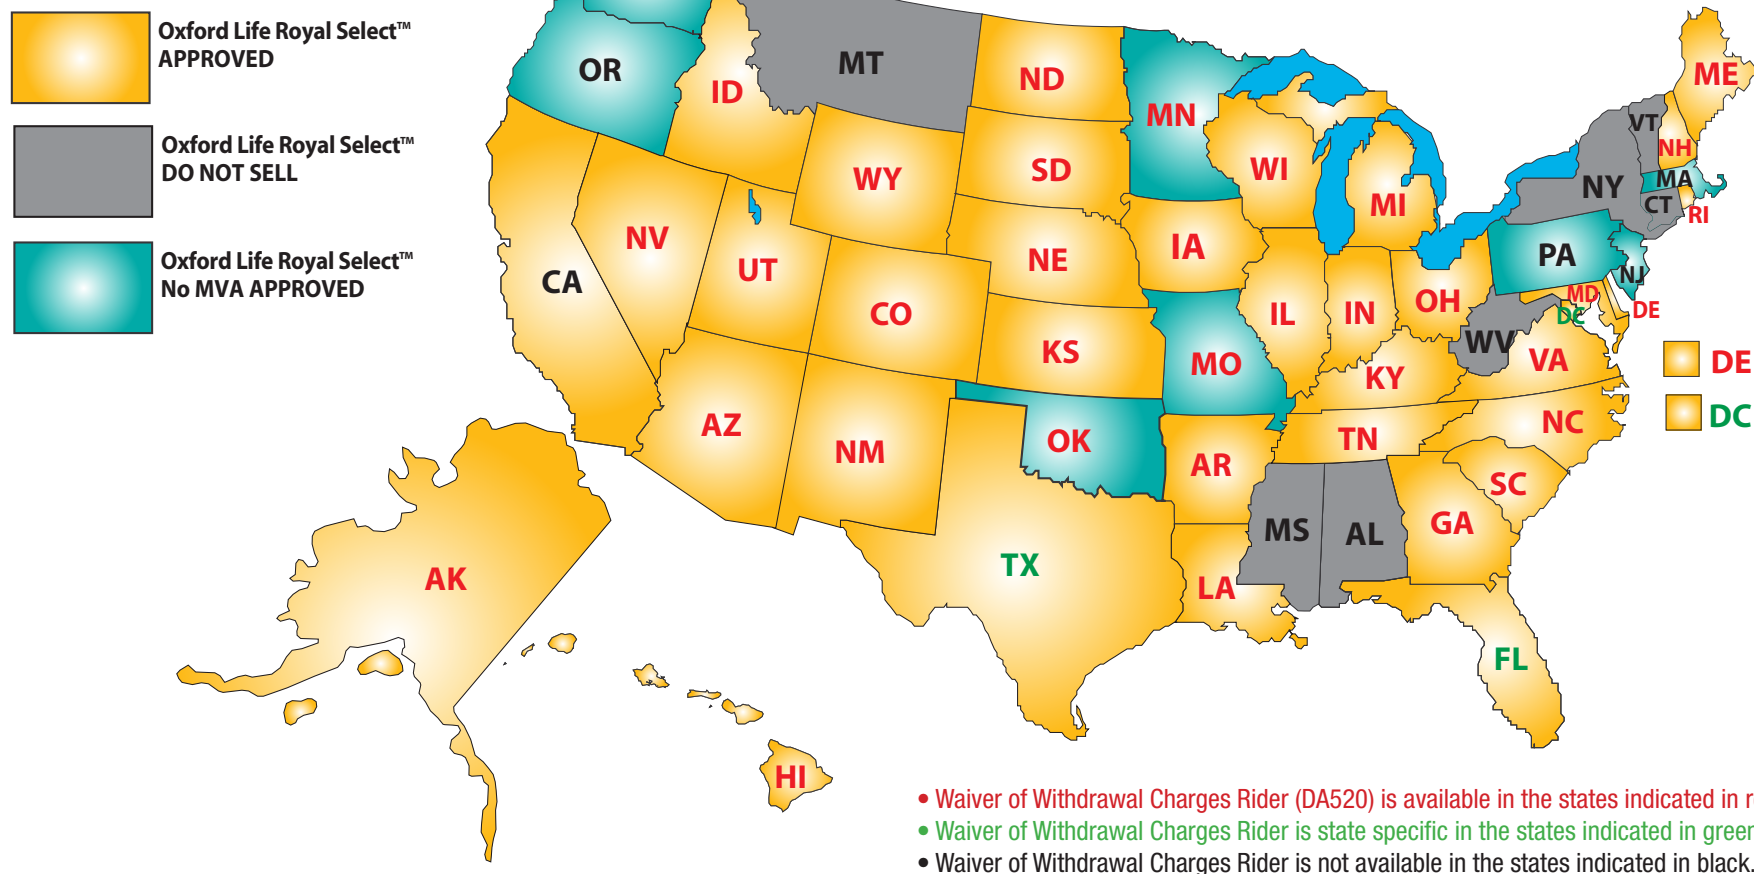 Oxford Life Royal Select™
APPROVED
Oxford Life Royal Select™
DO NOT SELL
Oxford Life Royal Select™
No MVA APPROVED
OR
ID
MT
ND
MN
ME
VT
NH
WY
SD
WI
MI
NY
MA
CT
RI
NV
UT
NE
IA
PA
NJ
CA
CO
IL
IN
OH
MD
DE
DC
KS
MO
KY
WV
VA
DE
DC
AZ
NM
OK
AR
TN
NC
SC
AK
TX
MS
AL
GA
LA
FL
HI
• Waiver of Withdrawal Charges Rider (DA520) is available in the states indicated in r
• Waiver of Withdrawal Charges Rider is state specific in the states indicated in green
• Waiver of Withdrawal Charges Rider is not available in the states indicated in black.